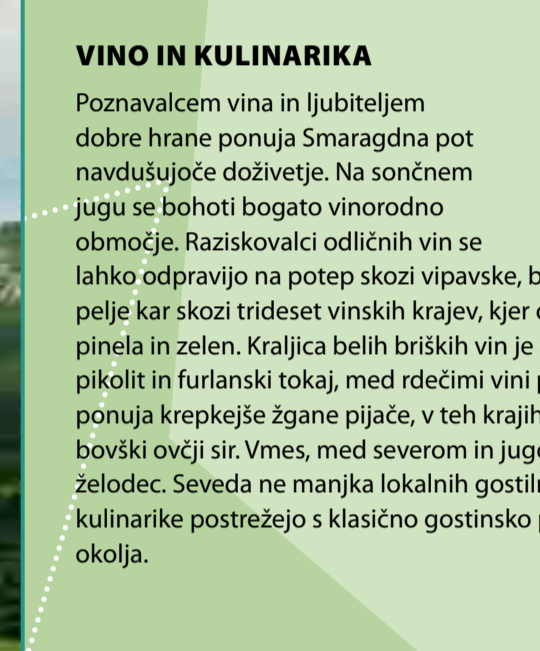 VINO IN KULINARIKA
Poznavalcem vina in ljubiteljem
dobre hrane ponuja Smaragdna pot
navdušujoče doživetje. Na sončnem
jugu se bohoti bogato vinorodno
območje. Raziskovalci odličnih vin se
lahko odpravijo na potep skozi vipavske, b
pelje kar skozi trideset vinskih krajev, kjer
pinela in zelen. Kraljica belih briških vin je
pikolit in furlanski tokaj, med rdečimi vini
ponuja krepkejše žgane pijače, v teh krajih
bovški ovčji sir. Vmes, med severom in jugo
želodec. Seveda ne manjka lokalnih gostiln
kulinarike postrežejo s klasično gostinsko
okolja.